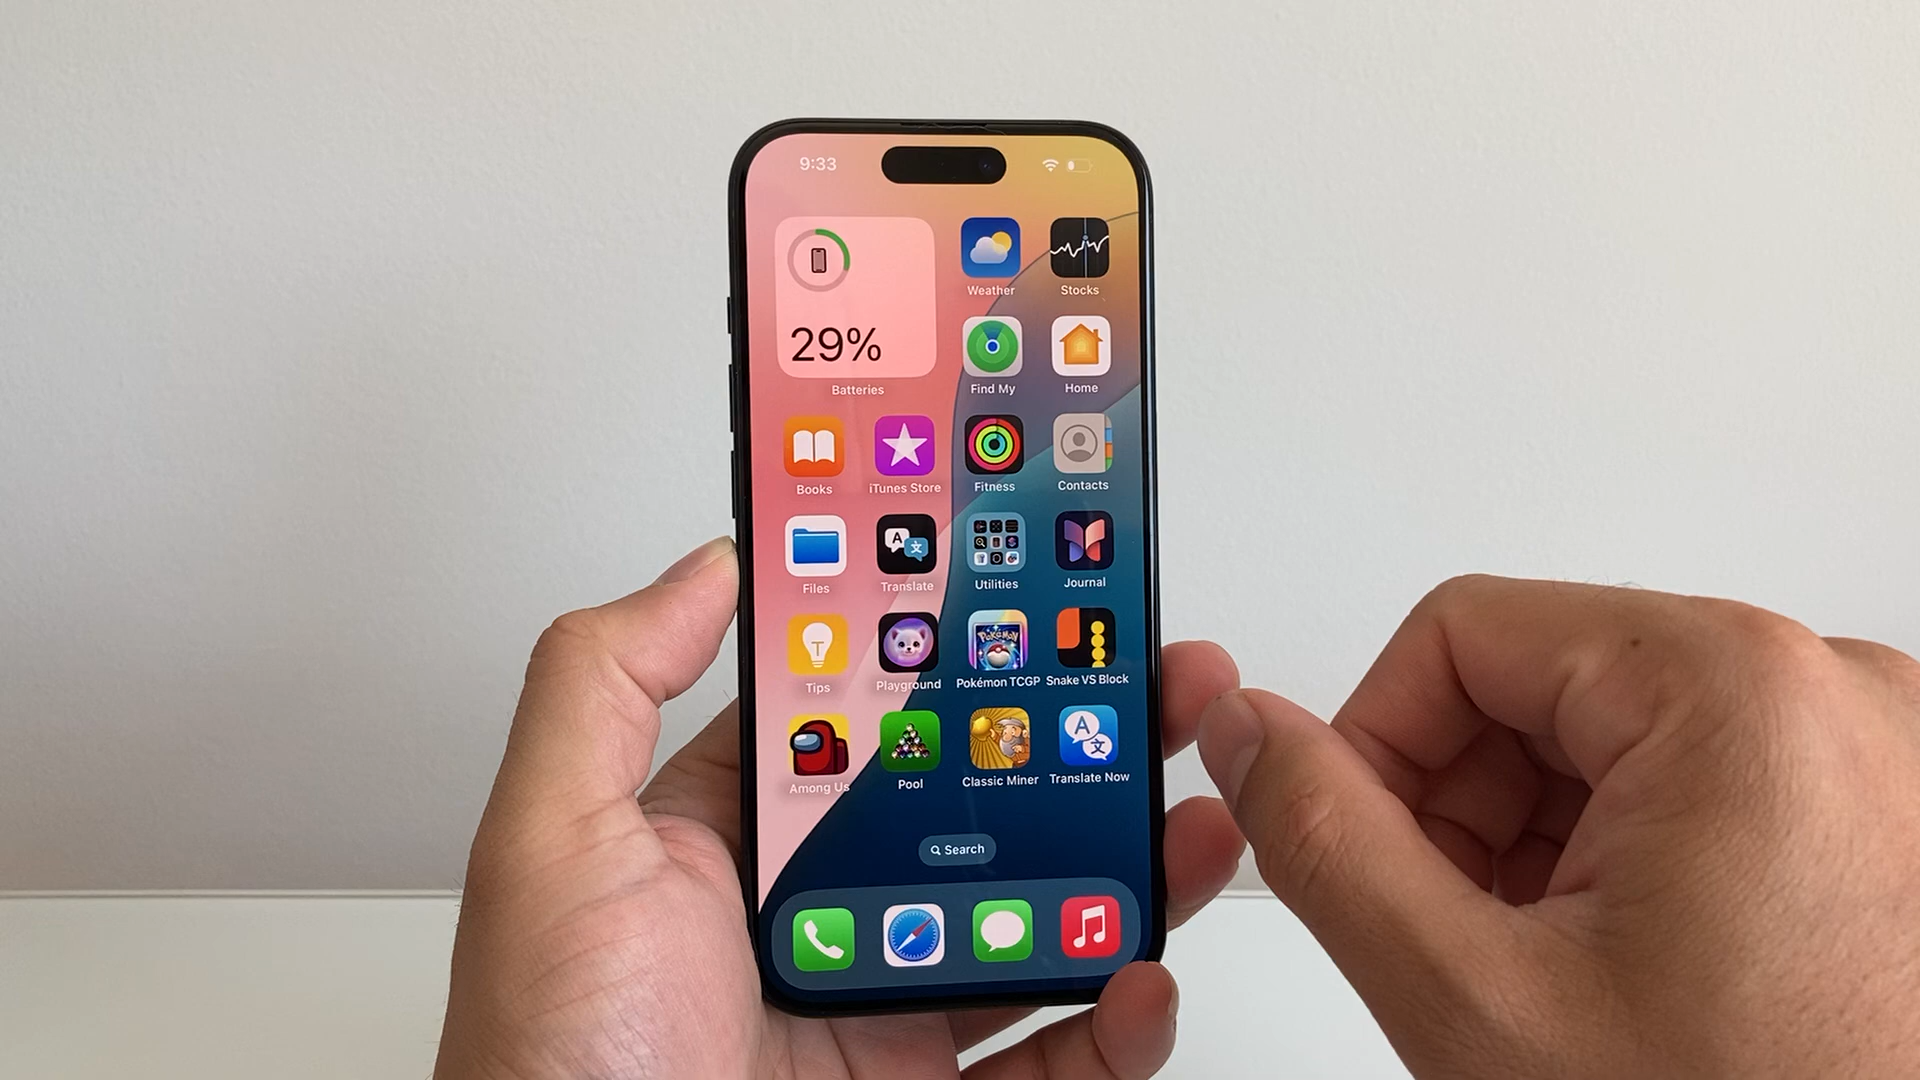 9:33
Weather Stocks
29%
Batteries
Find My Home
Books iTunes Store Fitness Contacts
Files Translate Utilities Journal
Tips Playground Pokémon TCGP Snake VS Block
Among Us Pool Classic Miner Translate Now
Search